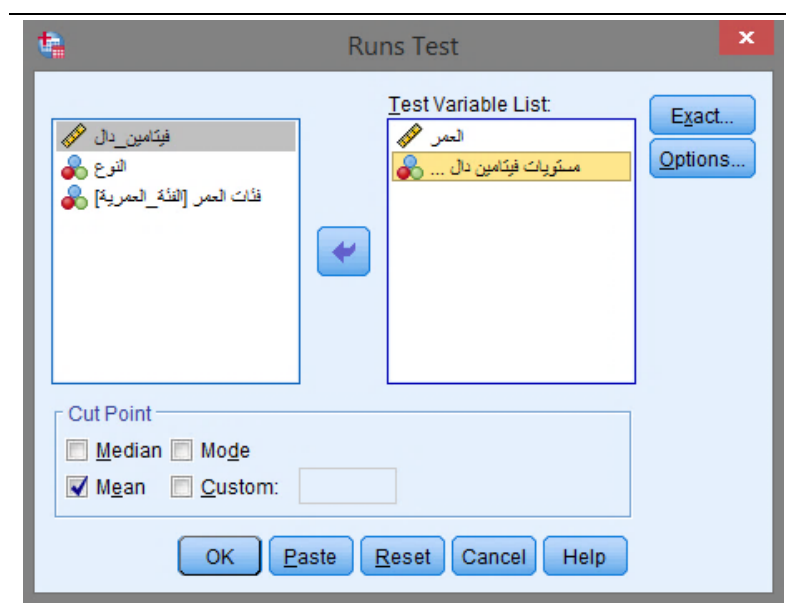 Runs Test
Test Variable List:
فيتامين_دال
النوع
فئات العمر [الفئة_العمرية]
العمر
مستويات فيتامين دال ...
Exact...
Options...
Cut Point
Median Mode
Mean Custom:
OK Paste Reset Cancel Help